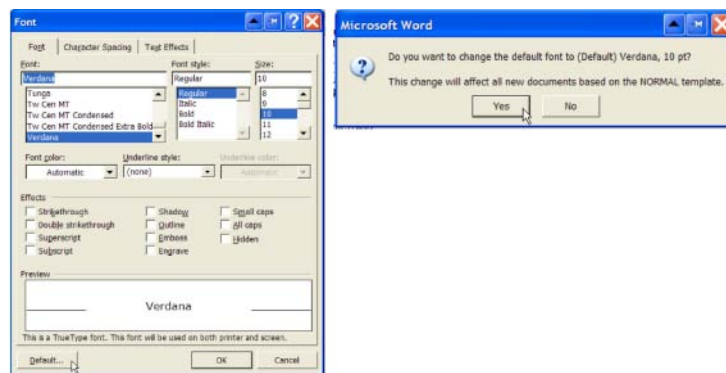 Font
Font Character Spacing Text Effects
Font: Font style: Size:
Verdana Regular 10
Tunga Regular 8
Tw Cen MT Italic 9
Tw Cen MT Condensed Bold 10
Tw Cen MT Condensed Extra Bold Bold Italic 11
Verdana 12
Font color: Underline style: Underline color:
Automatic (none) Automatic
Effects
Strikethrough Shadow Small caps
Double strikethrough Outline All caps
Superscript Emboss Hidden
Subscript Engrave
Preview
Verdana
This is a TrueType font. This font will be used on both printer and screen.
Default... OK Cancel
Microsoft Word
Do you want to change the default font to (Default) Verdana, 10 pt?
This change will affect all new documents based on the NORMAL template.
Yes No